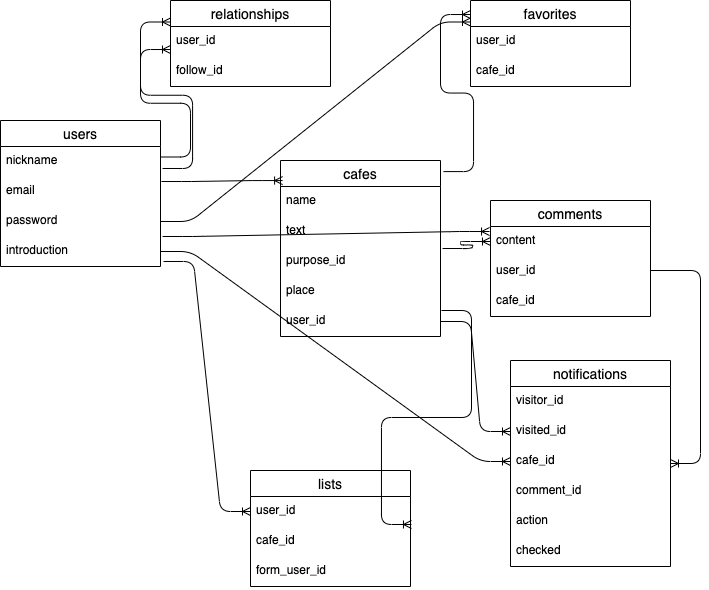 relationships
user_id
follow_id
favorites
user_id
cafe_id
users
nickname
email
password
introduction
cafes
name
text
purpose_id
place
user_id
comments
content
user_id
cafe_id
notifications
visitor_id
visited_id
cafe_id
comment_id
action
checked
lists
user_id
cafe_id
form_user_id